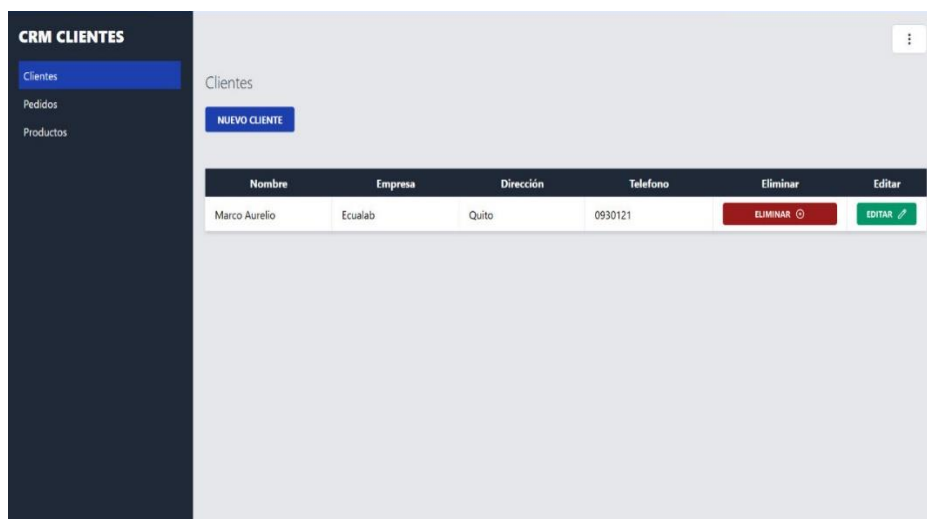 CRM CLIENTES
Clientes
Pedidos
Productos
Clientes
NUEVO CLIENTE
Nombre Empresa Dirección Telefono Eliminar Editar
Marco Aurelio Ecualab Quito 0930121 ELIMINAR EDITAR